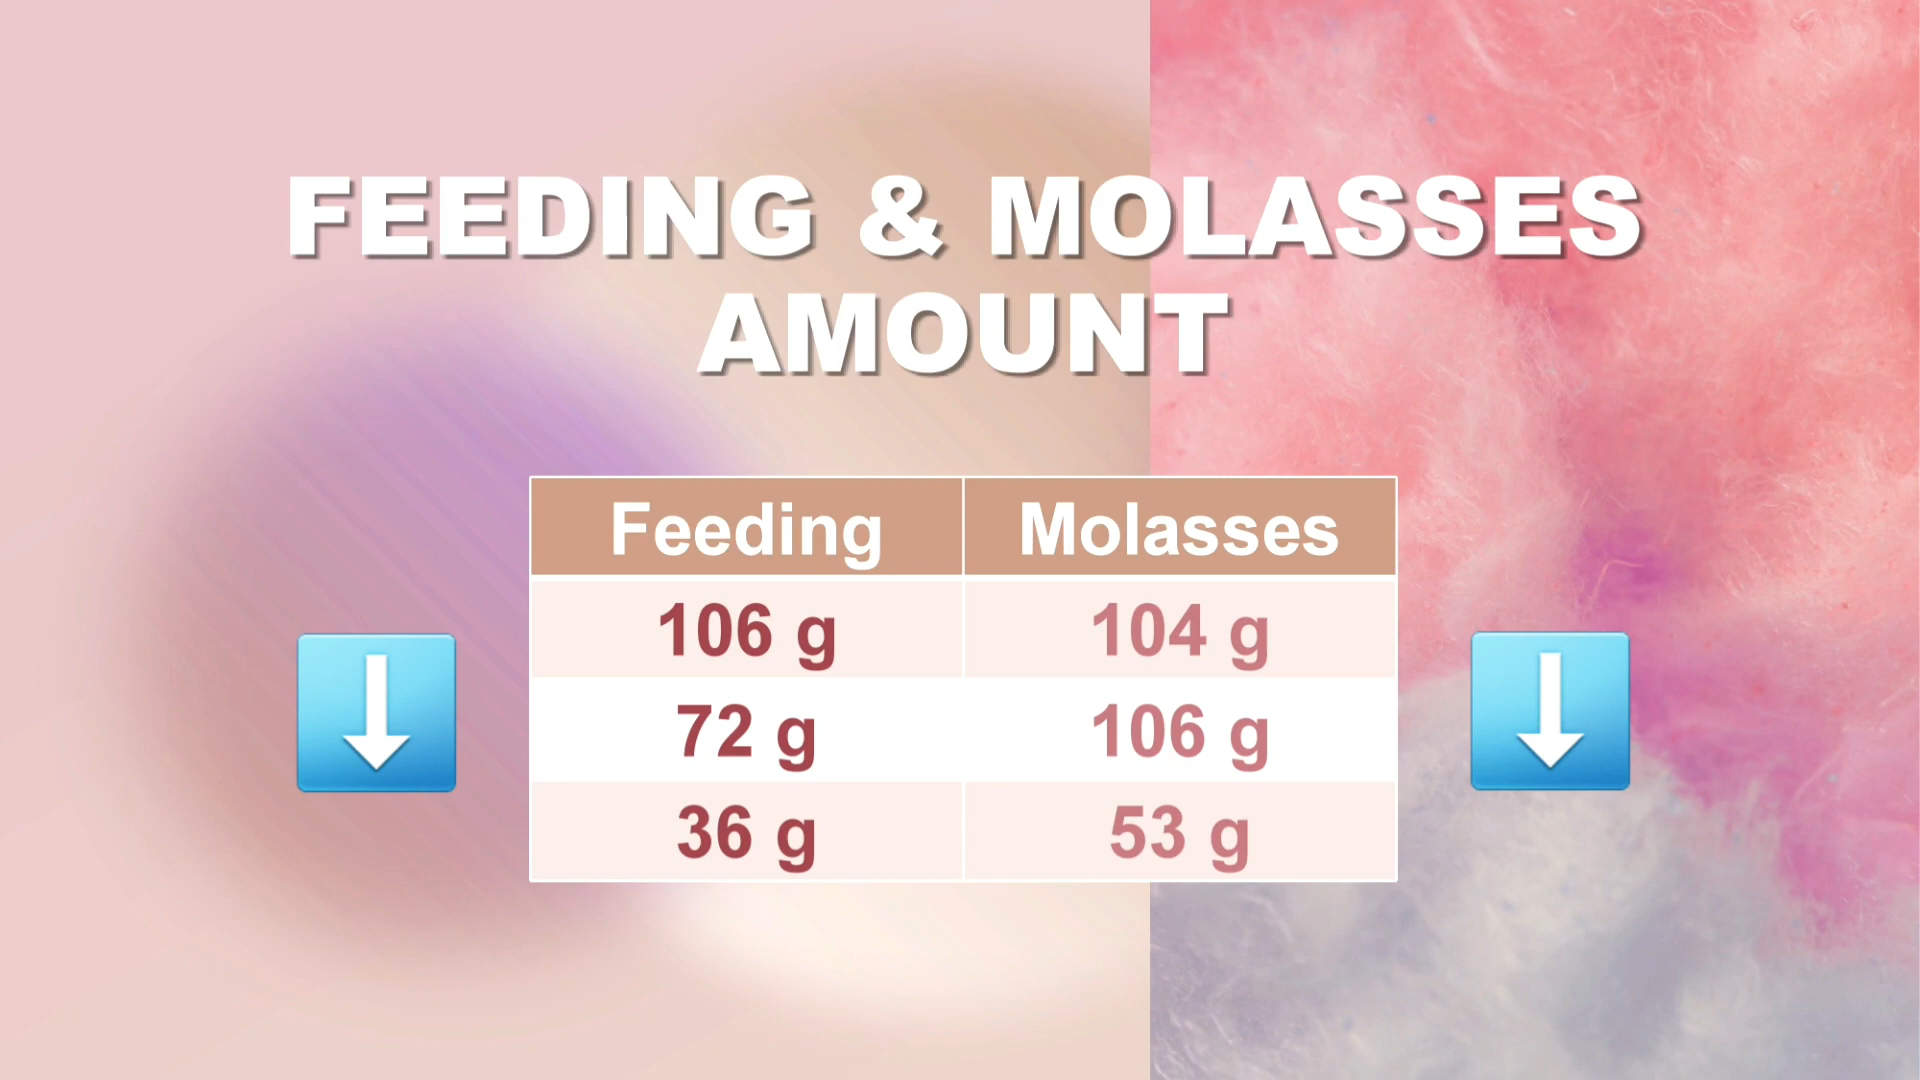 FEEDING & MOLASSES
AMOUNT
Feeding Molasses
106 g 104 g
72 g 106 g
36 g 53 g